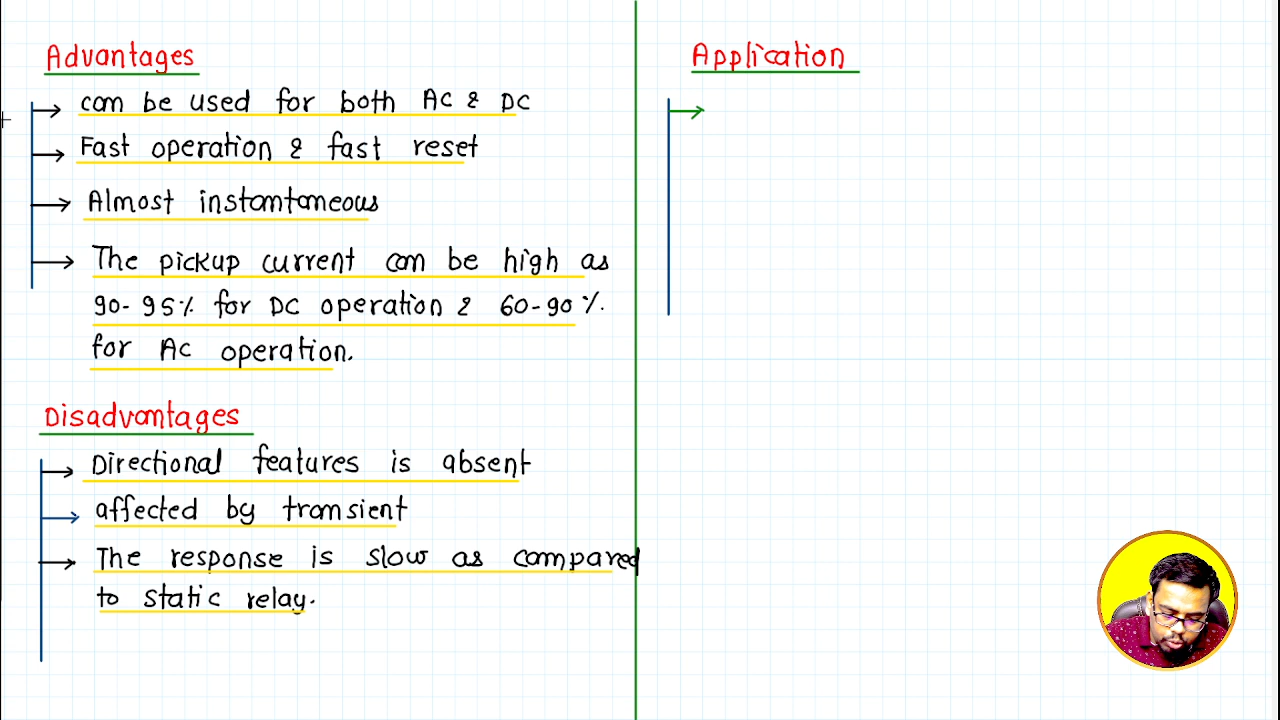 Advantages
can be used for both AC & DC
Fast operation & fast reset
Almost instantaneous
The pickup current can be high as
90-95% for DC operation & 60-90%.
for AC operation.
Disadvantages
Directional features is absent
affected by transient
The response is slow as compared
to static relay.
Application